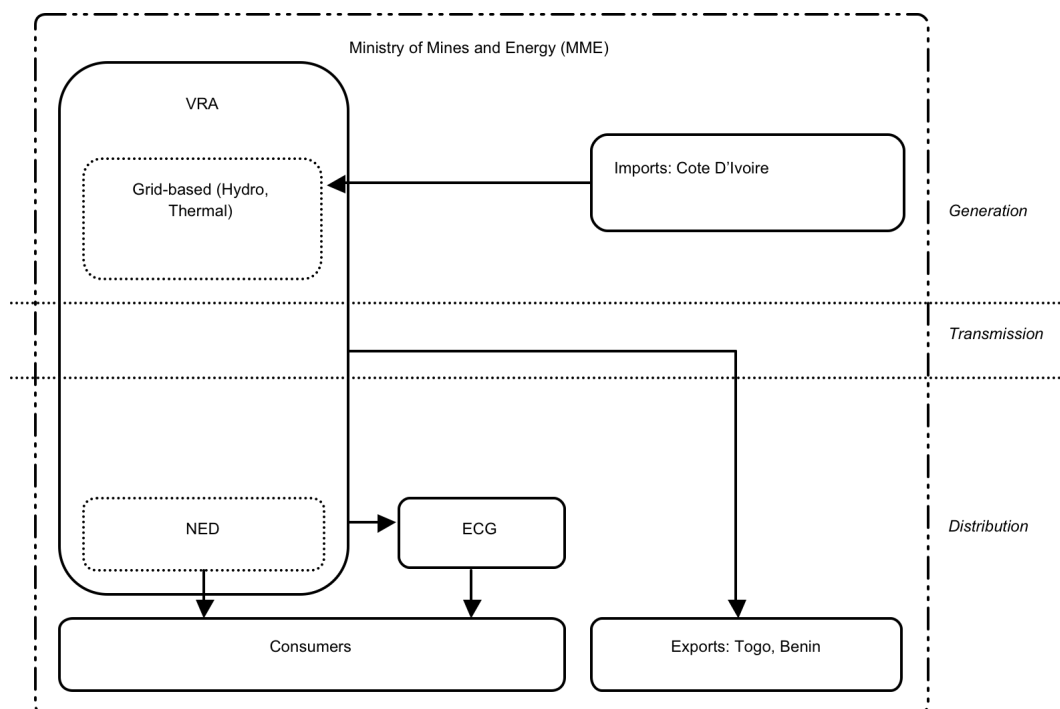 Ministry of Mines and Energy (MME)
VRA
Grid-based (Hydro,
Thermal)
Imports: Cote D’Ivoire
Generation
Transmission
NED
ECG
Distribution
Consumers
Exports: Togo, Benin